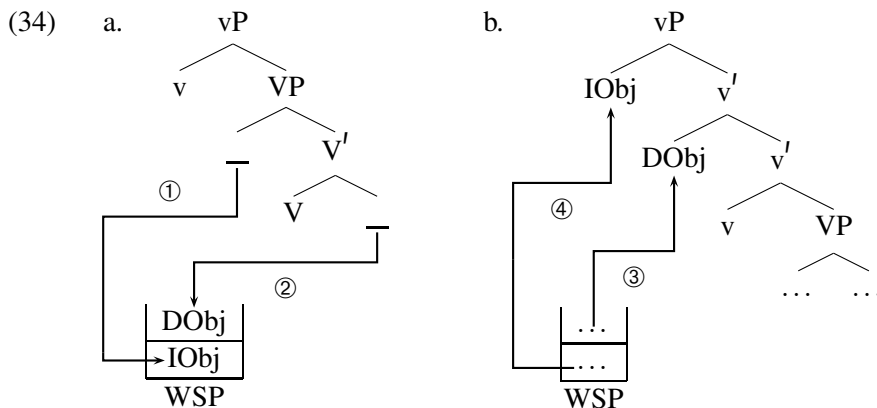 (34) a. vP b. vP
v VP IObj v′
V′ DObj v′
① V ④ v VP
② ③ ... ...
DObj ...
IObj ...
WSP WSP